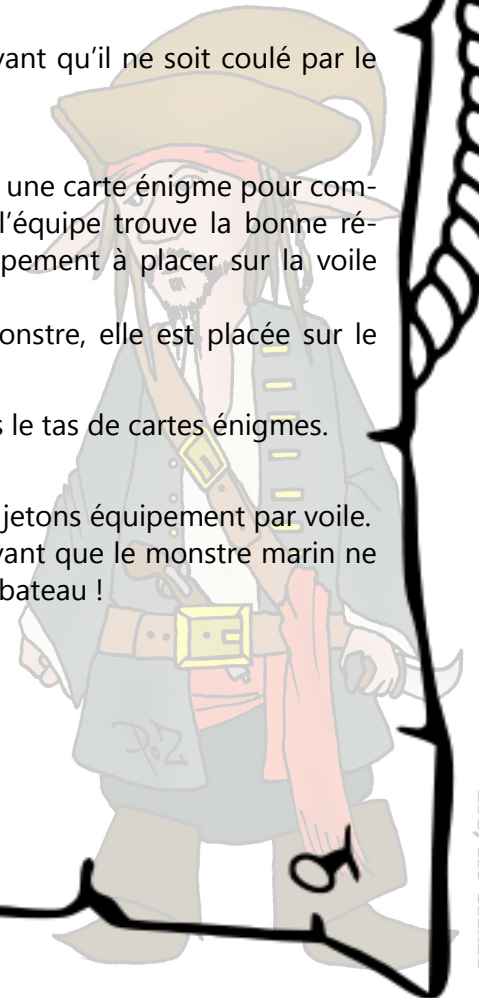 vant qu'il ne soit coulé par le
une carte énigme pour com-
l'équipe trouve la bonne ré-
pement à placer sur la voile
onstre, elle est placée sur le
s le tas de cartes énigmes.
jetons équipement par voile.
vant que le monstre marin ne
bateau !